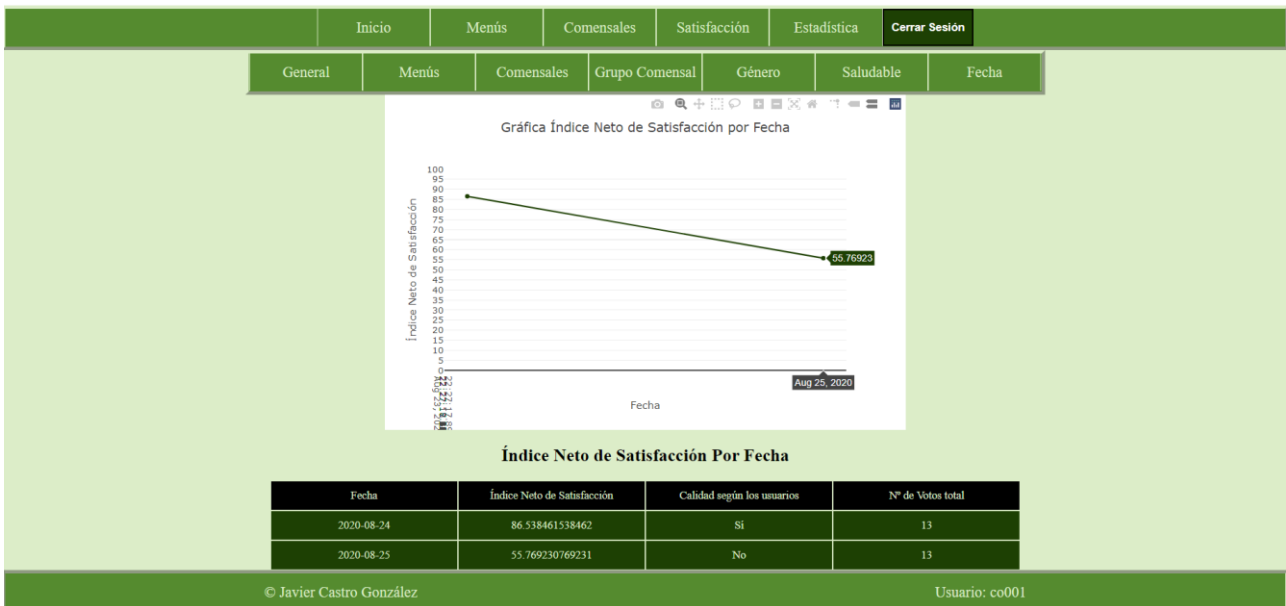 Inicio Menús Comensales Satisfacción Estadística Cerrar Sesión
General Menús Comensales Grupo Comensal Género Saludable Fecha
Gráfica Índice Neto de Satisfacción por Fecha
100
95
90
85
80
75
70
65
60
55
50
45
40
35
30
25
20
15
10
5
0
Índice Neto de Satisfacción
55.76923
Aug 25, 2020
Fecha
Índice Neto de Satisfacción Por Fecha
Fecha Índice Neto de Satisfacción Calidad según los usuarios Nº de Votos total
2020-08-24 86.538461538462 Si 13
2020-08-25 55.769230769231 No 13
© Javier Castro González Usuario: co001